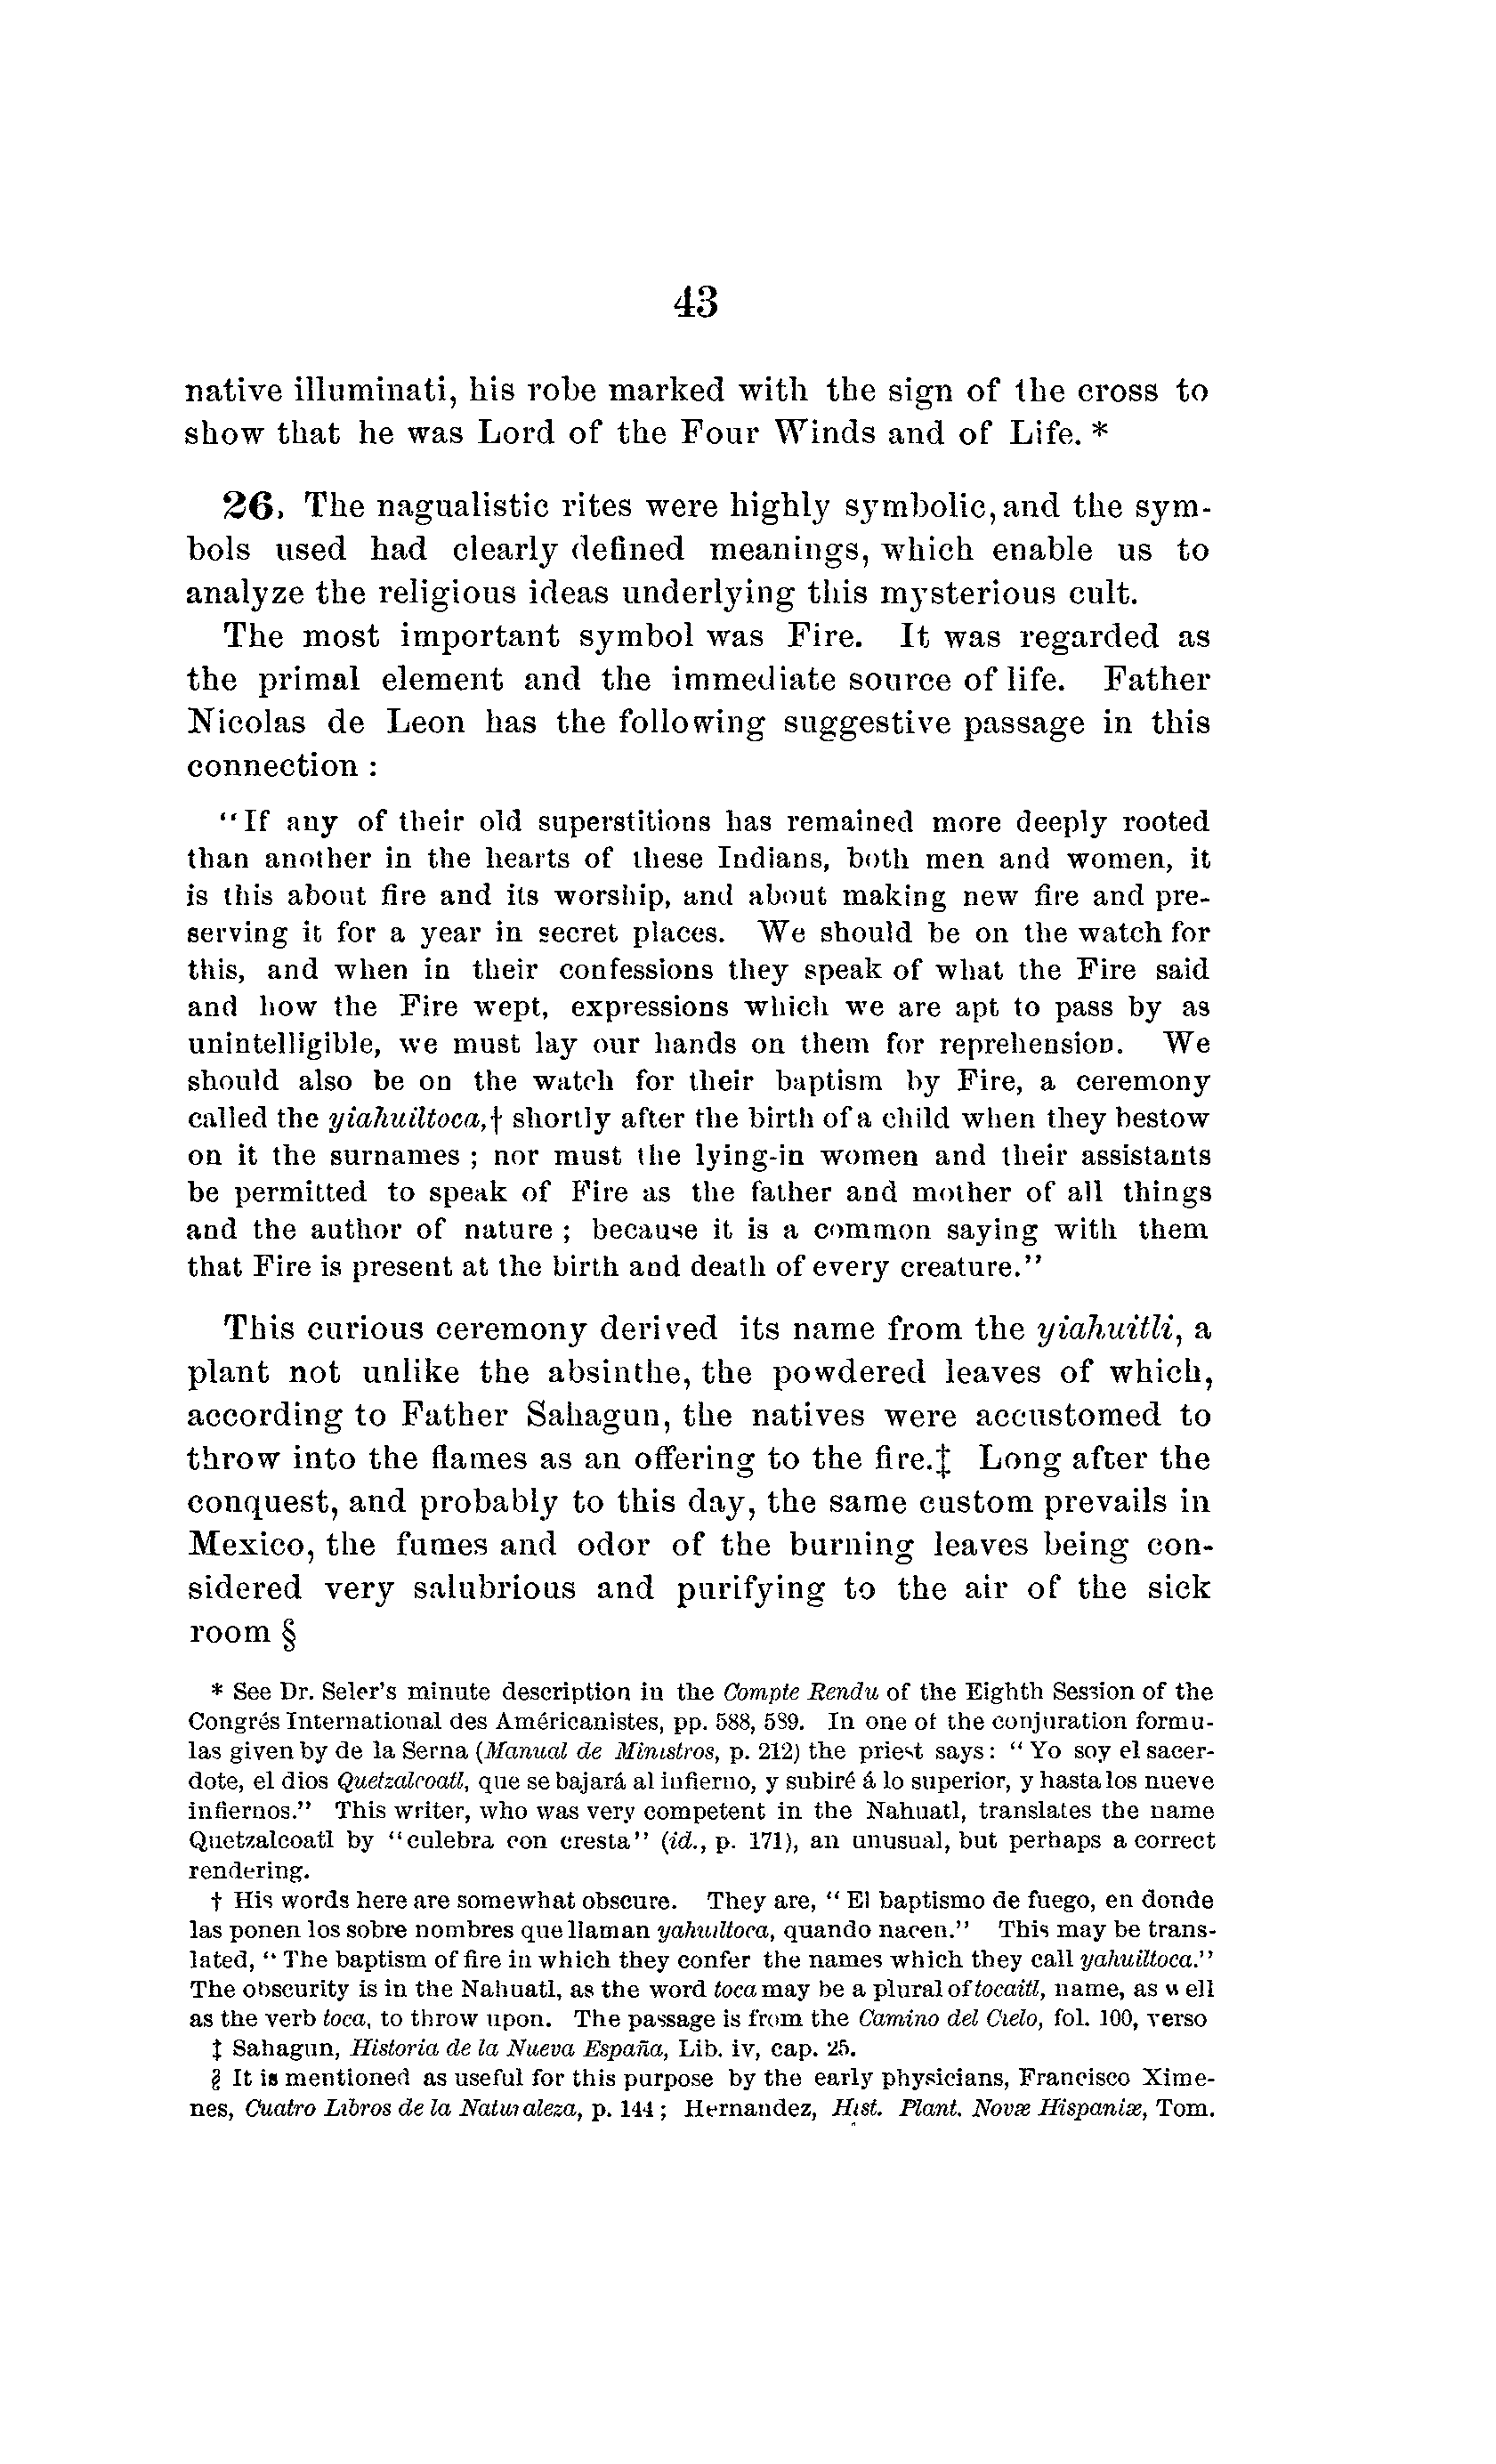 43
native illuminati, his robe marked with the sign of the cross to
show that he was Lord of the Four Winds and of Life. *
26. The nagualistic rites were highly symbolic, and the sym-
bols used had clearly defined meanings, which enable us to
analyze the religious ideas underlying this mysterious cult.
The most important symbol was Fire. It was regarded as
the primal element and the immediate source of life. Father
Nicolas de Leon has the following suggestive passage in this
connection :
"If any of their old superstitions has remained more deeply rooted
than another in the hearts of these Indians, both men and women, it
is this about fire and its worship, and about making new fire and pre-
serving it for a year in secret places. We should be on the watch for
this, and when in their confessions they speak of what the Fire said
and how the Fire wept, expressions which we are apt to pass by as
unintelligible, we must lay our hands on them for reprehension. We
should also be on the watch for their baptism by Fire, a ceremony
called the yiahuiltoca,† shortly after the birth of a child when they bestow
on it the surnames ; nor must the lying-in women and their assistants
be permitted to speak of Fire as the father and mother of all things
and the author of nature ; because it is a common saying with them
that Fire is present at the birth and death of every creature."
This curious ceremony derived its name from the yiahuitli, a
plant not unlike the absinthe, the powdered leaves of which,
according to Father Sahagun, the natives were accustomed to
throw into the flames as an offering to the fire.‡ Long after the
conquest, and probably to this day, the same custom prevails in
Mexico, the fumes and odor of the burning leaves being con-
sidered very salubrious and purifying to the air of the sick
room §
* See Dr. Seler's minute description in the Compte Rendu of the Eighth Session of the
Congrés International des Américanistes, pp. 588, 589. In one of the conjuration formu-
las given by de la Serna (Manual de Ministros, p. 212) the priest says: "Yo soy el sacer-
dote, el dios Quetzalcoatl, que se bajará al infierno, y subiré á lo superior, y hasta los nueve
infiernos." This writer, who was very competent in the Nahuatl, translates the name
Quetzalcoatl by "culebra con cresta" (id., p. 171), an unusual, but perhaps a correct
rendering.
† His words here are somewhat obscure. They are, "El baptismo de fuego, en donde
las ponen los sobre nombres que llaman yahuiltoca, quando nacen." This may be trans-
lated, "The baptism of fire in which they confer the names which they call yahuiltoca."
The obscurity is in the Nahuatl, as the word toca may be a plural of tocaitl, name, as well
as the verb toca, to throw upon. The passage is from the Camino del Cielo, fol. 100, verso
‡ Sahagun, Historia de la Nueva España, Lib. iv, cap. 25.
§ It is mentioned as useful for this purpose by the early physicians, Francisco Xime-
nes, Cuatro Libros de la Naturaleza, p. 144 ; Hernandez, Hist. Plant. Novæ Hispaniæ, Tom.